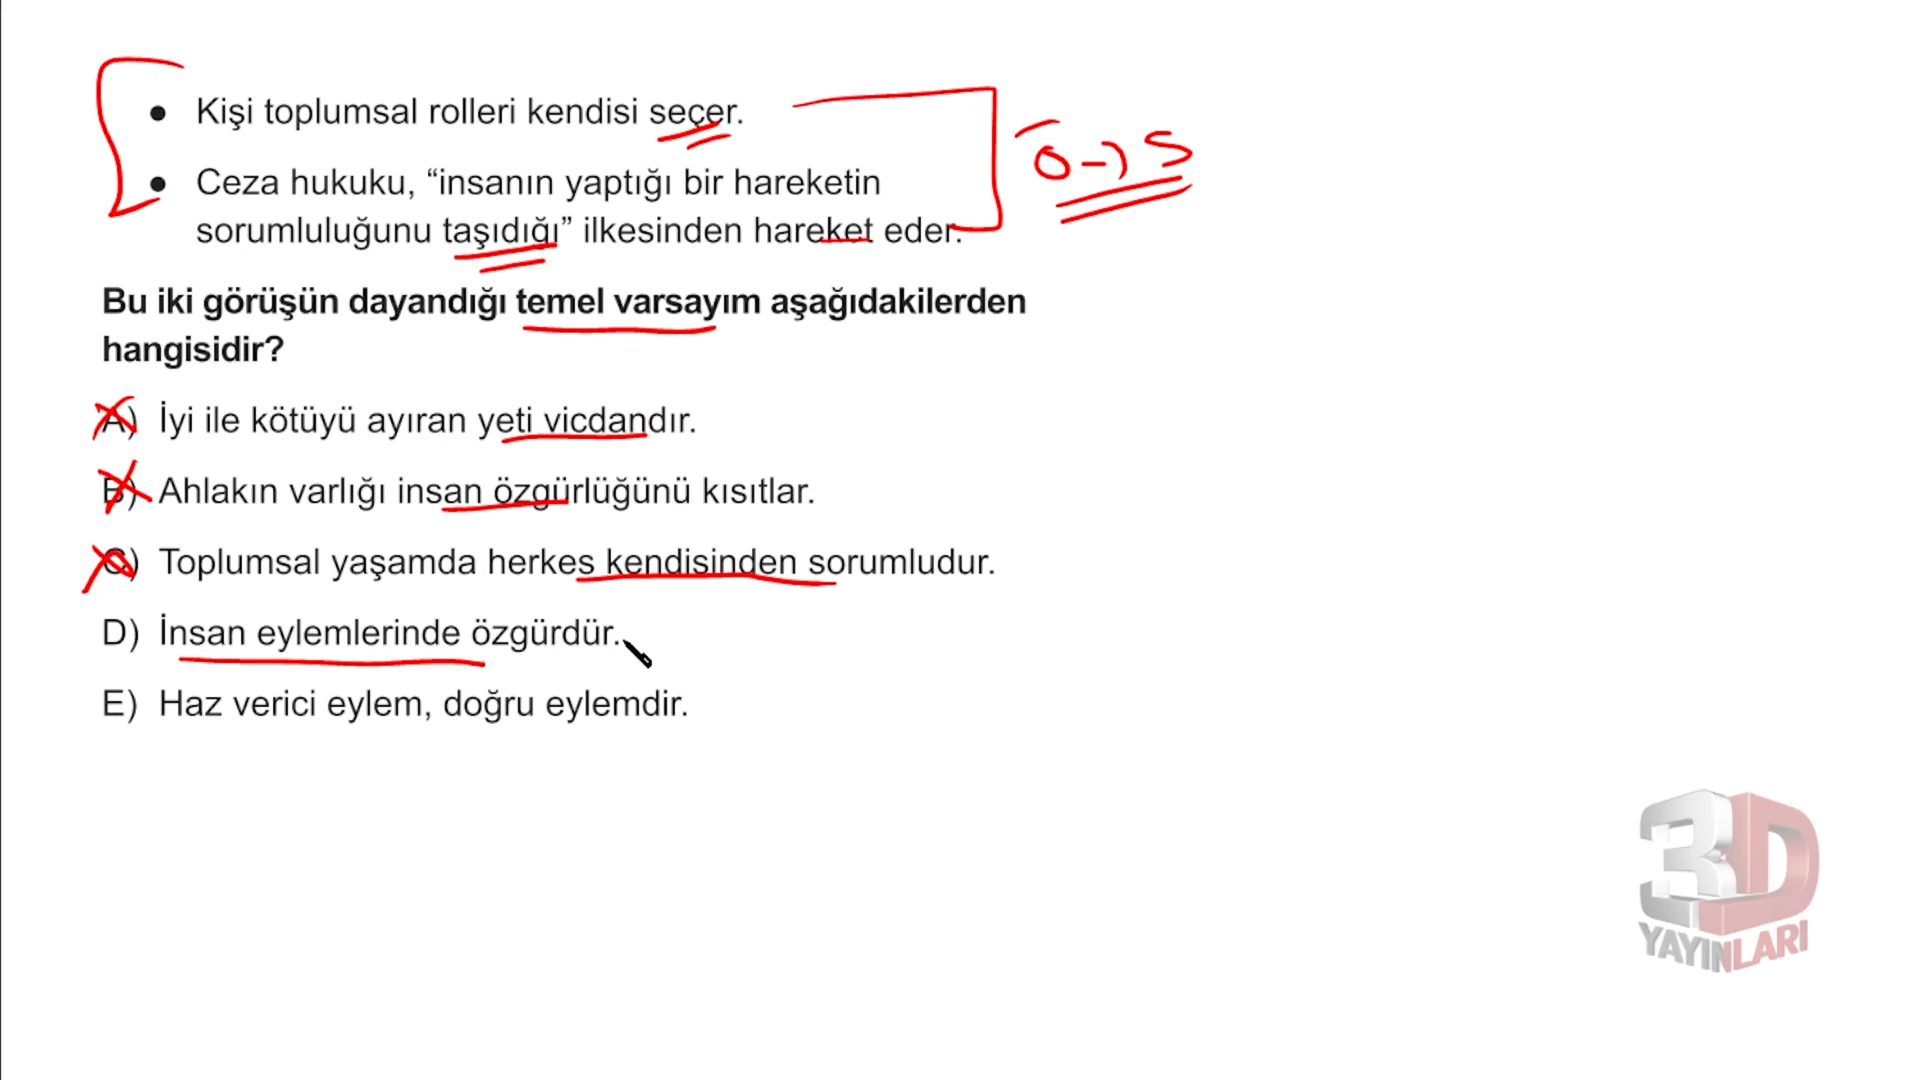 ● Kişi toplumsal rolleri kendisi seçer.
● Ceza hukuku, “insanın yaptığı bir hareketin
sorumluluğunu taşıdığı” ilkesinden hareket eder.
Ö → S
Bu iki görüşün dayandığı temel varsayım aşağıdakilerden
hangisidir?
A) İyi ile kötüyü ayıran yeti vicdandır.
B) Ahlakın varlığı insan özgürlüğünü kısıtlar.
C) Toplumsal yaşamda herkes kendisinden sorumludur.
D) İnsan eylemlerinde özgürdür.
E) Haz verici eylem, doğru eylemdir.
3D
YAYINLARI